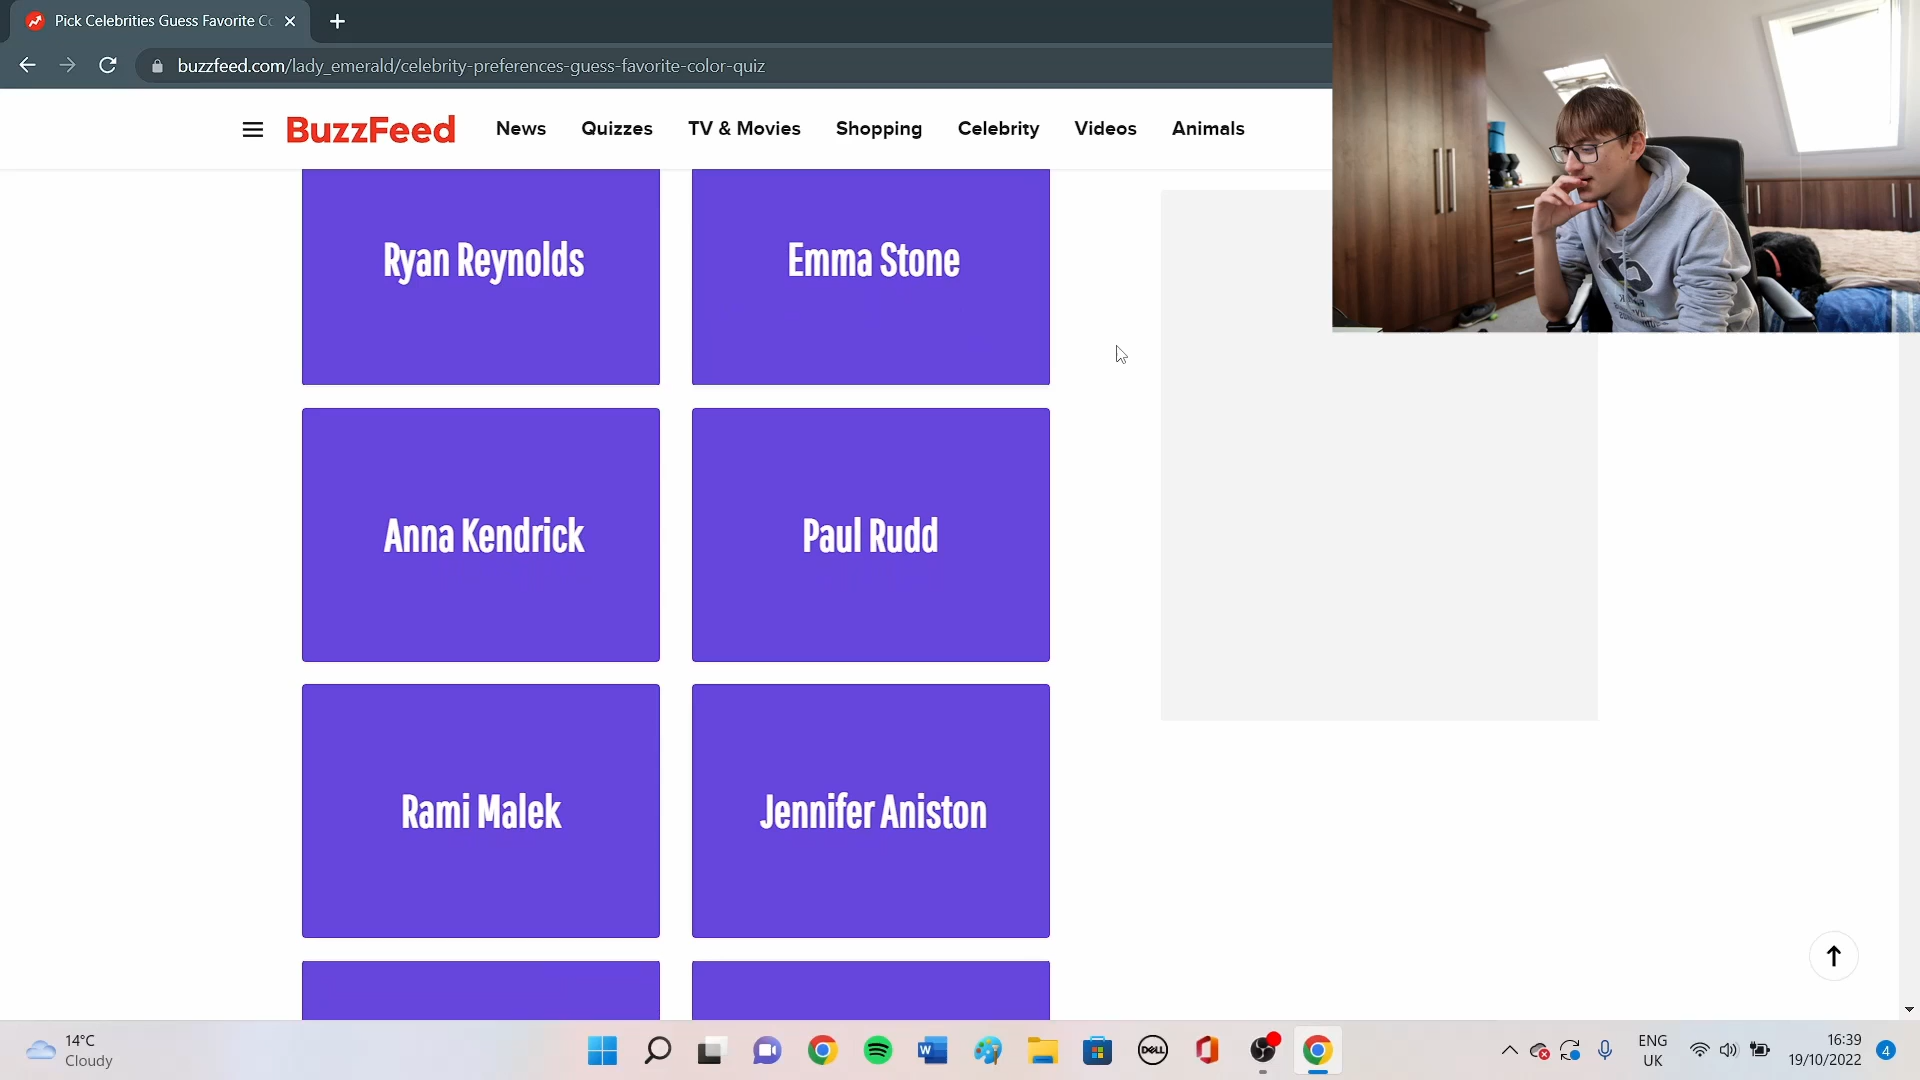 Pick Celebrities Guess Favorite Co
buzzfeed.com/lady_emerald/celebrity-preferences-guess-favorite-color-quiz
BuzzFeed
News
Quizzes
TV & Movies
Shopping
Celebrity
Videos
Animals
Ryan Reynolds
Emma Stone
Anna Kendrick
Paul Rudd
Rami Malek
Jennifer Aniston
14°C
Cloudy
W
DELL
ENG
UK
16:39
19/10/2022
4